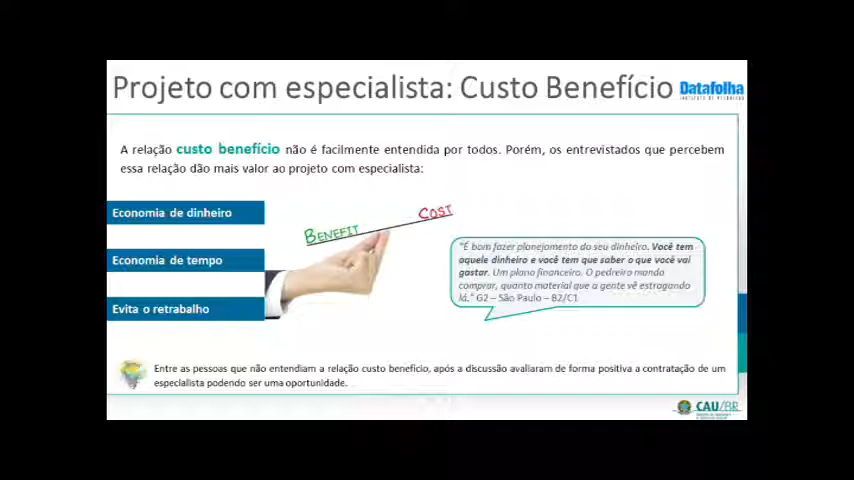 Projeto com especialista: Custo Benefício
Datafolha
INSTITUTO DE PESQUISAS
A relação custo benefício não é facilmente entendida por todos. Porém, os entrevistados que percebem
essa relação dão mais valor ao projeto com especialista:
Economia de dinheiro
BENEFIT COST
Economia de tempo
Evita o retrabalho
"É bom fazer planejamento do seu dinheiro. Você tem
aquele dinheiro e você tem que saber o que você vai
gastar. Um plano financeiro. O pedreiro manda
comprar, quanto material que a gente vê estragando
lá." G2 – São Paulo – B2/C1
Entre as pessoas que não entendiam a relação custo benefício, após a discussão avaliaram de forma positiva a contratação de um
especialista podendo ser uma oportunidade.
CAU/BR